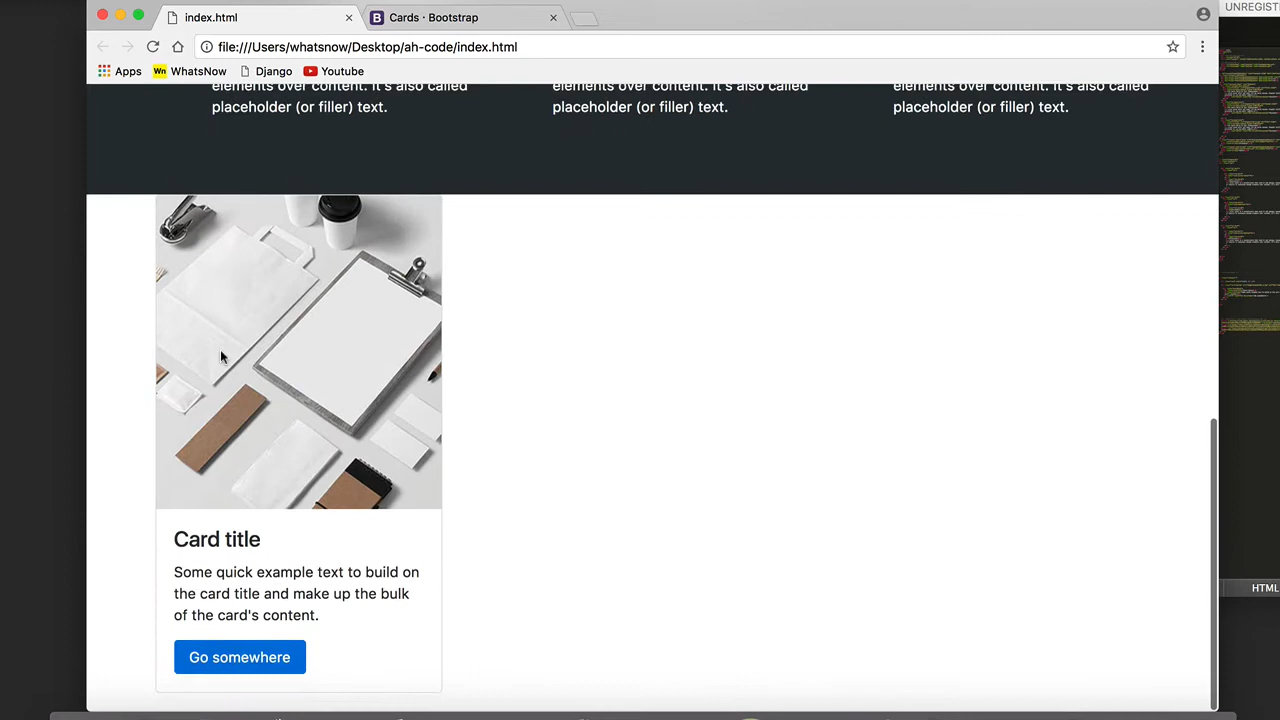 UNREGIST
index.html
Cards · Bootstrap
file:///Users/whatsnow/Desktop/ah-code/index.html
Apps
Wn WhatsNow
Django
Youtube
elements over content. It's also called
placeholder (or filler) text.
elements over content. It's also called
placeholder (or filler) text.
elements over content. It's also called
placeholder (or filler) text.
Card title
Some quick example text to build on
the card title and make up the bulk
of the card's content.
Go somewhere
HTML